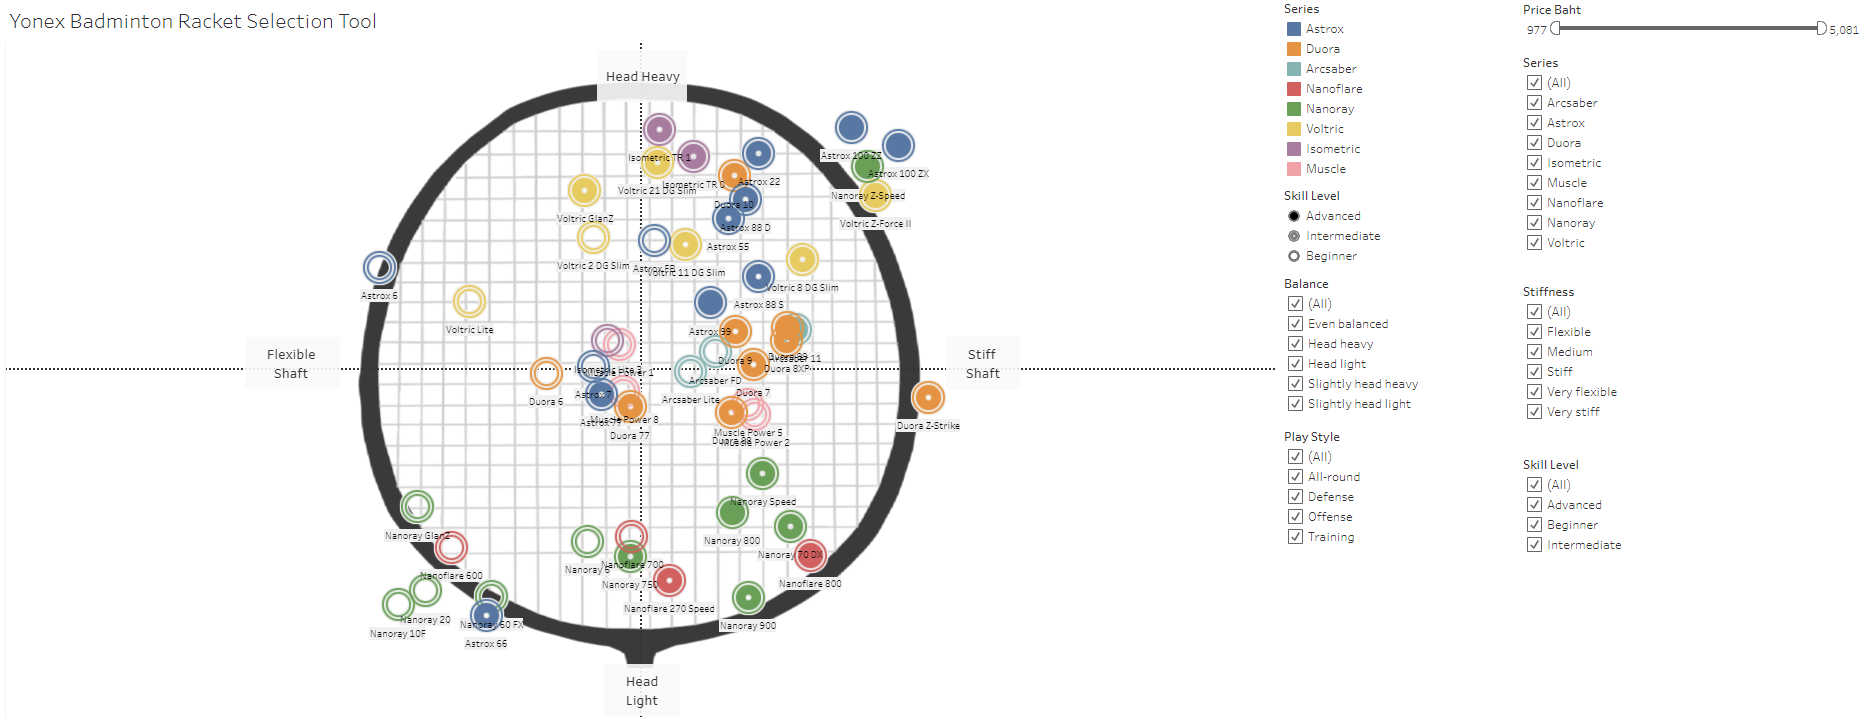 Yonex Badminton Racket Selection Tool
Head Heavy
Isometric TR 1
Voltric 21 DG Slim
Isometric TR 0
Astrox 22
Astrox 100 ZZ
Astrox 100 ZX
Nanoray Z-Speed
Voltric Z-Force II
Duora 10
Voltric GlanZ
Astrox 88 D
Astrox 55
Voltric 2 DG Slim
Astrox FB
Voltric 11 DG Slim
Voltric 8 DG Slim
Astrox 6
Astrox 88 S
Voltric Lite
Astrox 99
Flexible
Shaft
Stiff
Shaft
Duora 9
Arcsaber 11
Duora 8XP
Isometric Lite 3
Muscle Power 1
Arcsaber FD
Duora 7
Astrox 7
Arcsaber Lite
Duora 6
Muscle Power 8
Astrox 77
Duora 77
Muscle Power 5
Muscle Power 2
Duora Z-Strike
Nanoray Speed
Nanoray GlanZ
Nanoray 800
Nanoray 70 DX
Nanoflare 600
Nanoray 6
Nanoflare 700
Nanoray 750
Nanoflare 800
Nanoflare 270 Speed
Nanoray 20
Nanoray 10F
Nanoray 60 FX
Astrox 66
Nanoray 900
Head
Light
Series
Astrox
Duora
Arcsaber
Nanoflare
Nanoray
Voltric
Isometric
Muscle
Skill Level
Advanced
Intermediate
Beginner
Balance
(All)
Even balanced
Head heavy
Head light
Slightly head heavy
Slightly head light
Play Style
(All)
All-round
Defense
Offense
Training
Price Baht
977
5,081
Series
(All)
Arcsaber
Astrox
Duora
Isometric
Muscle
Nanoflare
Nanoray
Voltric
Stiffness
(All)
Flexible
Medium
Stiff
Very flexible
Very stiff
Skill Level
(All)
Advanced
Beginner
Intermediate